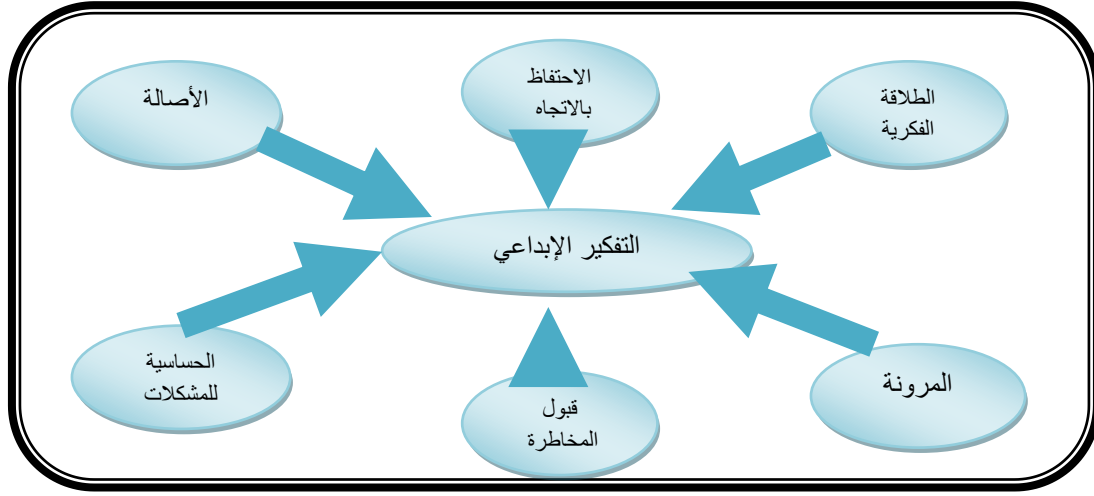 الطلاقة
الفكرية
الاحتفاظ
بالاتجاه
الأصالة
التفكير الإبداعي
المرونة
قبول
المخاطرة
الحساسية
للمشكلات